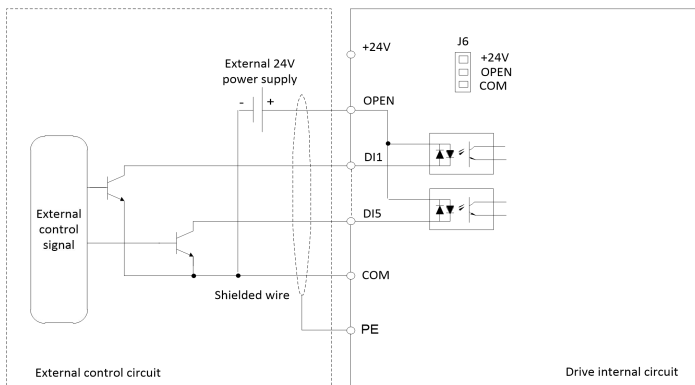 +24V
J6
+24V
OPEN
COM
External 24V
power supply
- +
OPEN
DI1
DI5
External
control
signal
COM
Shielded wire
PE
External control circuit
Drive internal circuit